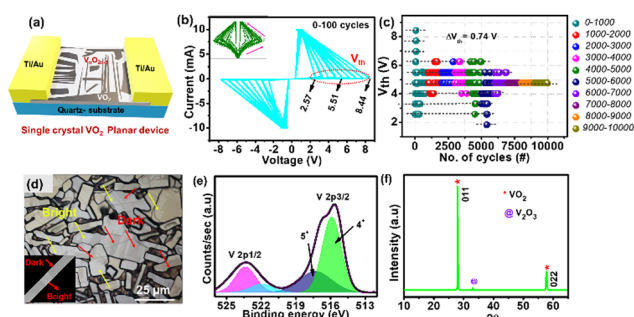 (a)
Ti/Au
V₂O₃
Ti/Au
VO₂
Quartz- substrate
Single crystal VO₂ Planar device
(b)
0-100 cycles
Vth
2.57
5.51
8.44
10
5
0
-5
-10
Current (mA)
-8 -6 -4 -2 0 2 4 6 8
Voltage (V)
(c)
ΔVth = 0.74 V
8
6
4
2
Vth (V)
0 2500 5000 7500 10000
No. of cycles (#)
0-1000
1000-2000
2000-3000
3000-4000
4000-5000
5000-6000
6000-7000
7000-8000
8000-9000
9000-10000
(d)
Bright
Dark
Dark
Bright
25 µm
(e)
V 2p3/2
V 2p1/2
5⁺
4⁺
Counts/sec (a.u)
525 522 519 516 513
Binding energy (eV)
(f)
* VO₂
@ V₂O₃
*
011
@
*
022
Intensity (a.u)
10 20 30 40 50 60